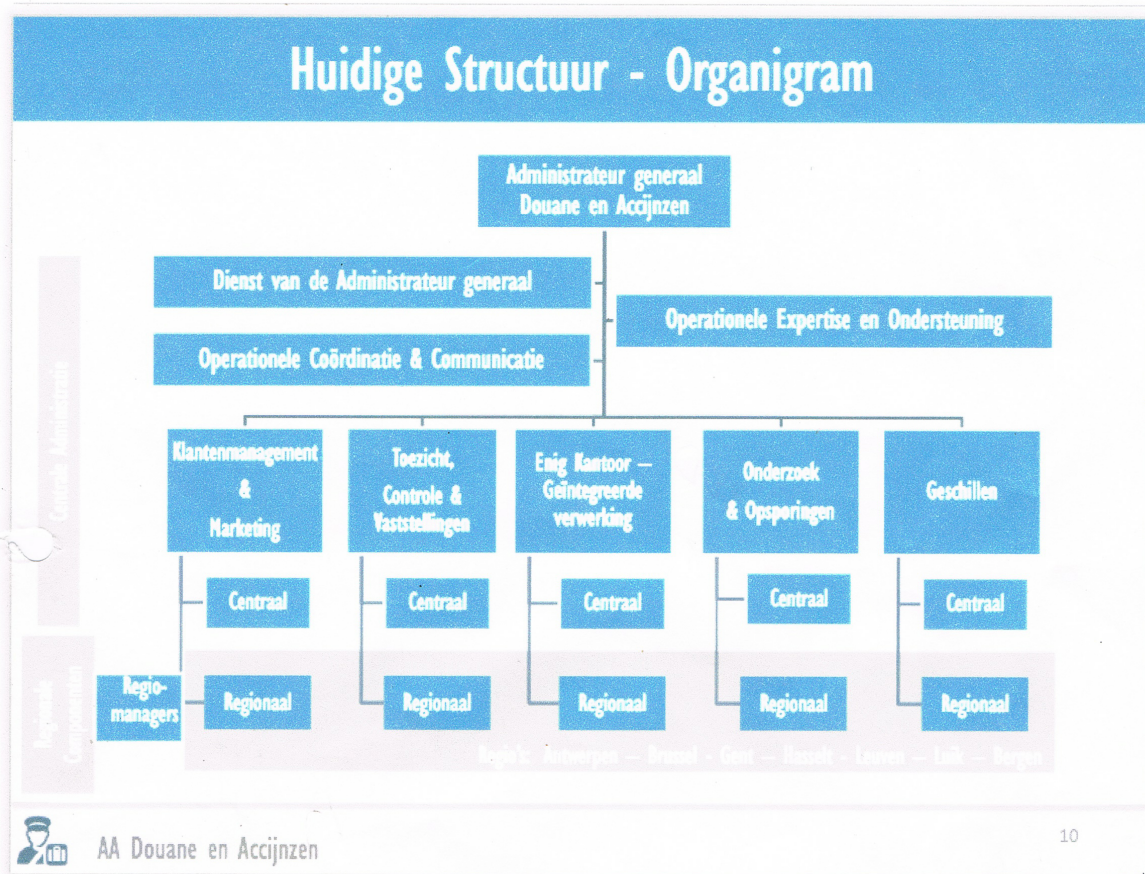 Huidige Structuur - Organigram
Administrateur generaal
Douane en Accijnzen
Dienst van de Administrateur generaal
Operationele Expertise en Ondersteuning
Operationele Coördinatie & Communicatie
Centrale Administratie
Klantenmanagement
&
Marketing
Toezicht,
Controle &
Vaststellingen
Enig Kantoor –
Geïntegreerde
verwerking
Onderzoek
& Opsporingen
Geschillen
Centraal
Centraal
Centraal
Centraal
Centraal
Regionale
Componenten
Regio-
managers
Regionaal
Regionaal
Regionaal
Regionaal
Regionaal
Regio's: Antwerpen – Brussel - Gent – Hasselt - Leuven – Luik – Bergen
AA Douane en Accijnzen
10